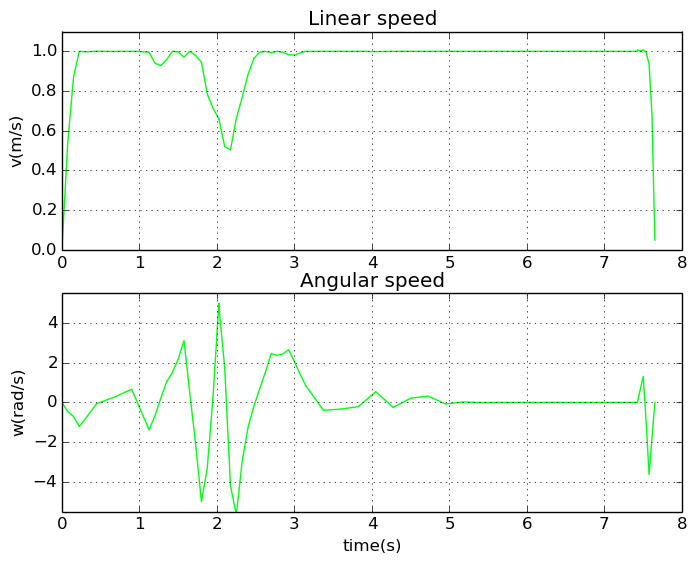 Linear speed
1.0
0.8
0.6
0.4
0.2
0.0
v(m/s)
0 1 2 3 4 5 6 7 8
Angular speed
4
2
0
−2
−4
w(rad/s)
0 1 2 3 4 5 6 7 8
time(s)